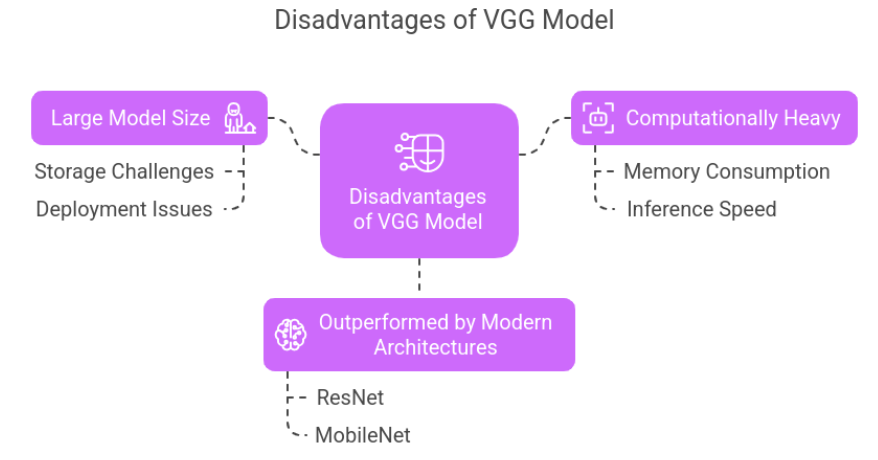 Disadvantages of VGG Model
Large Model Size
Storage Challenges
Deployment Issues
Disadvantages
of VGG Model
Computationally Heavy
Memory Consumption
Inference Speed
Outperformed by Modern
Architectures
ResNet
MobileNet